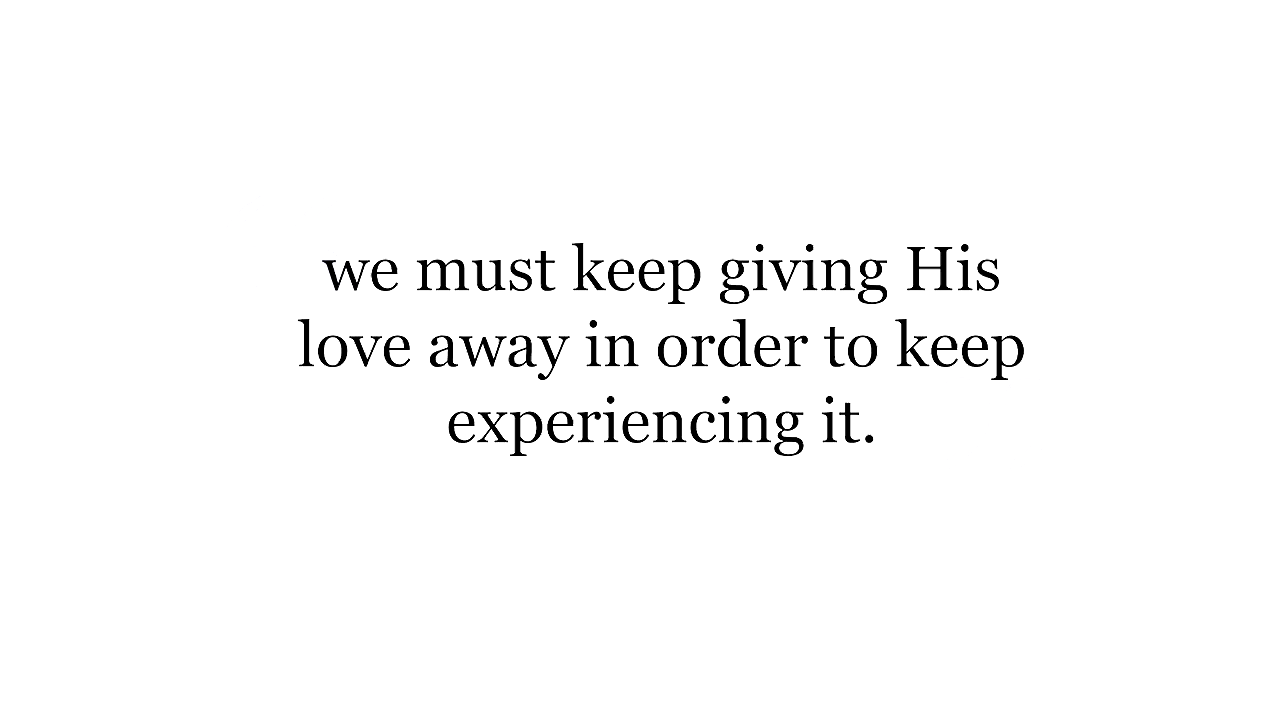 we must keep giving His
love away in order to keep
experiencing it.